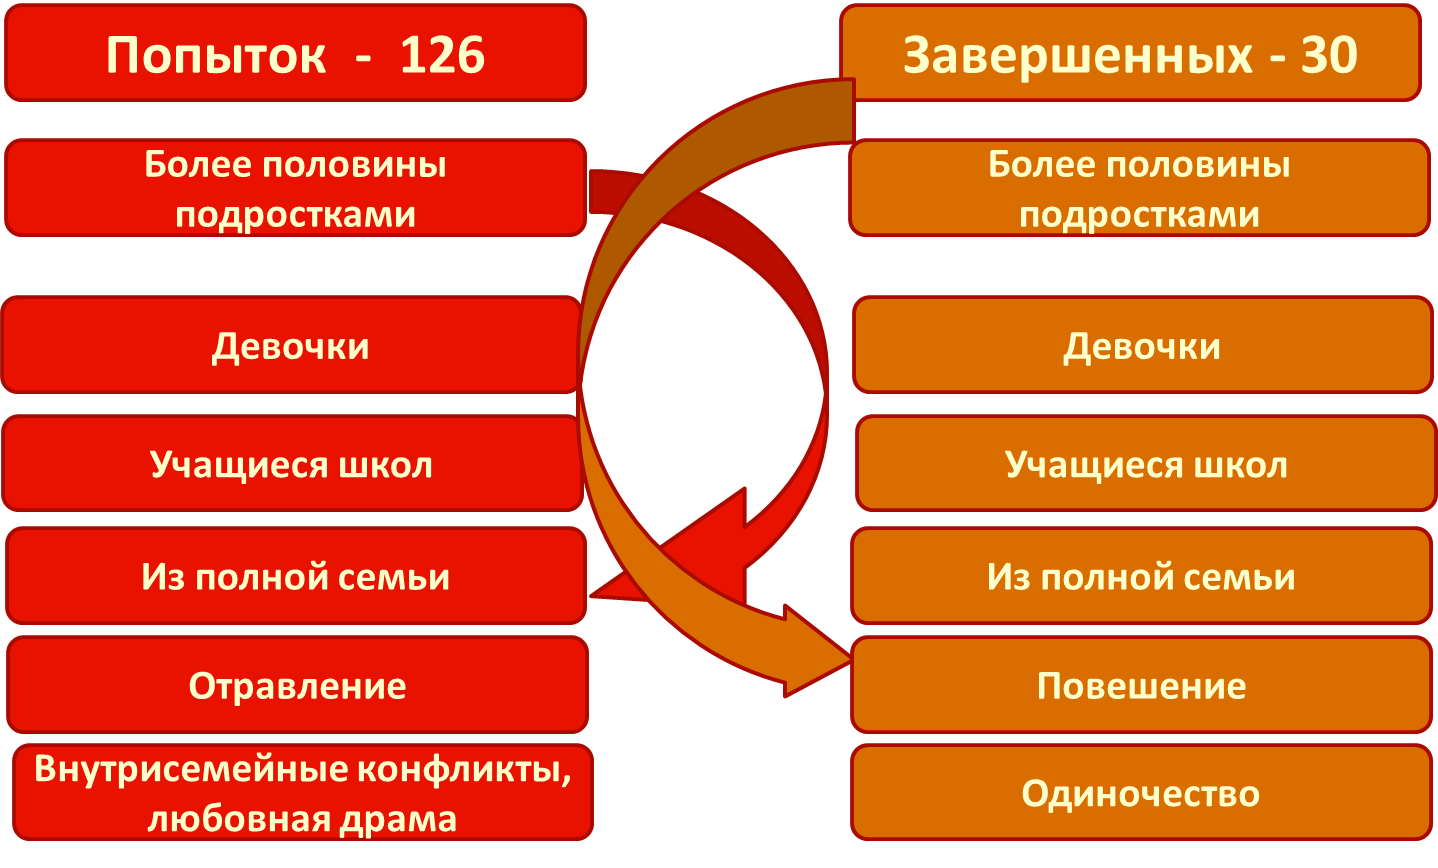 Попыток - 126
Более половины
подростками
Девочки
Учащиеся школ
Из полной семьи
Отравление
Внутрисемейные конфликты,
любовная драма
Завершенных - 30
Более половины
подростками
Девочки
Учащиеся школ
Из полной семьи
Повешение
Одиночество